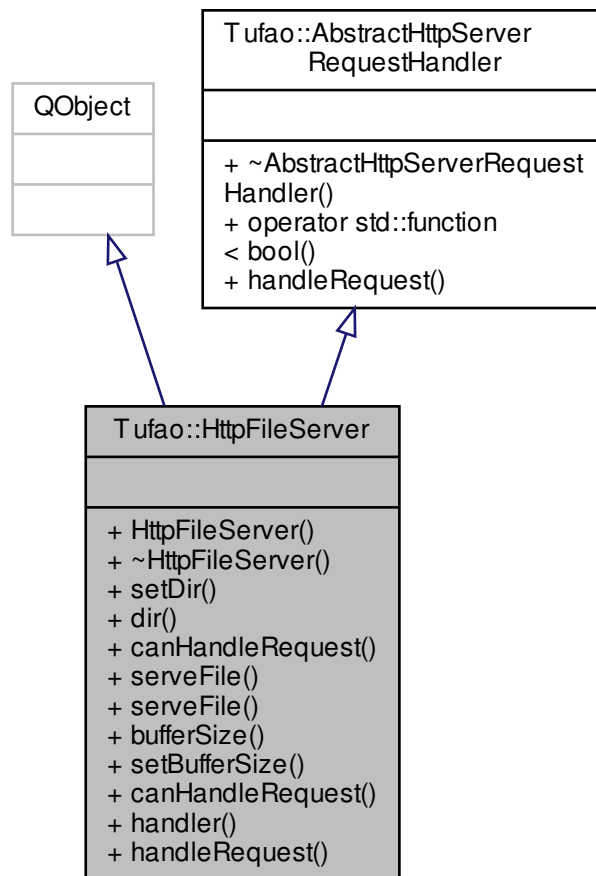 QObject
Tufao::AbstractHttpServer
RequestHandler
+ ~AbstractHttpServerRequest
Handler()
+ operator std::function
< bool()
+ handleRequest()
Tufao::HttpFileServer
+ HttpFileServer()
+ ~HttpFileServer()
+ setDir()
+ dir()
+ canHandleRequest()
+ serveFile()
+ serveFile()
+ bufferSize()
+ setBufferSize()
+ canHandleRequest()
+ handler()
+ handleRequest()